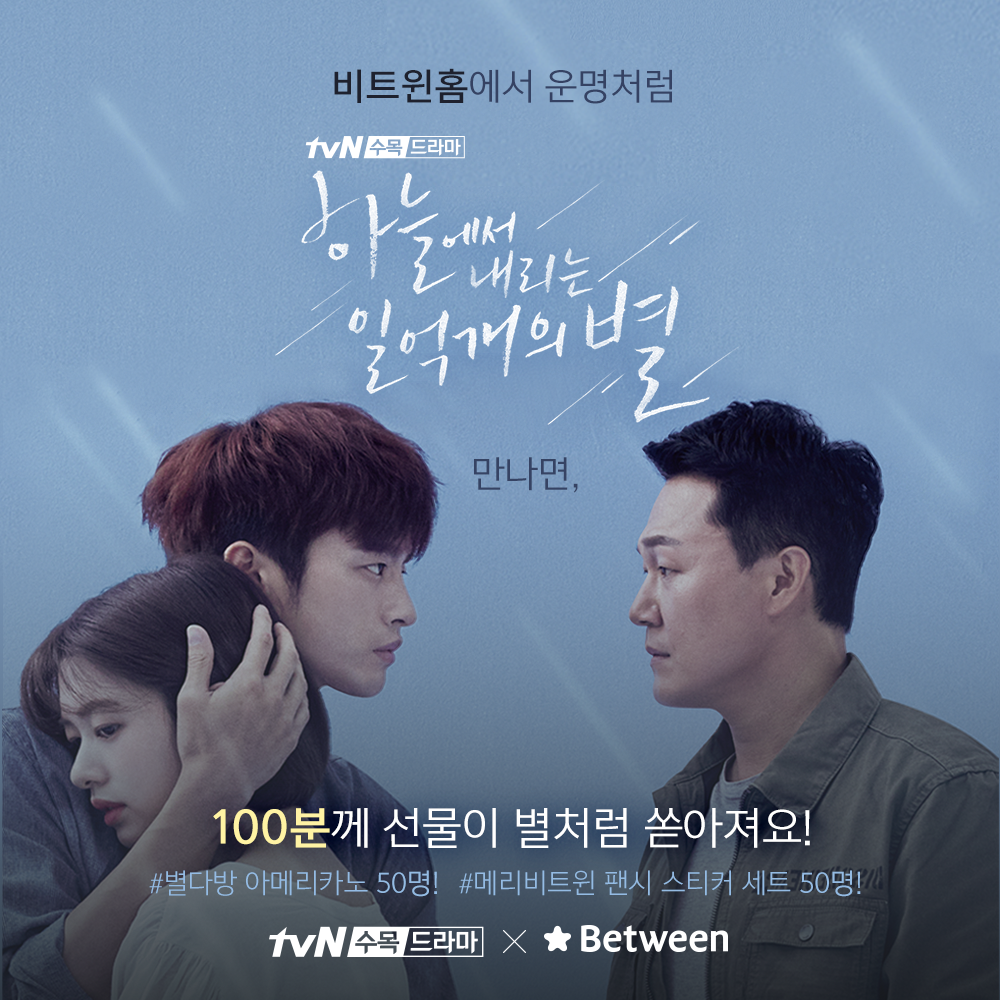 비트윈홈에서 운명처럼
tvN 수목 드라마
하늘에서
내리는
일억개의 별
만나면,
100분께 선물이 별처럼 쏟아져요!
#별다방 아메리카노 50명! #메리비트윈 팬시 스티커 세트 50명!
tvN 수목 드라마 × Between